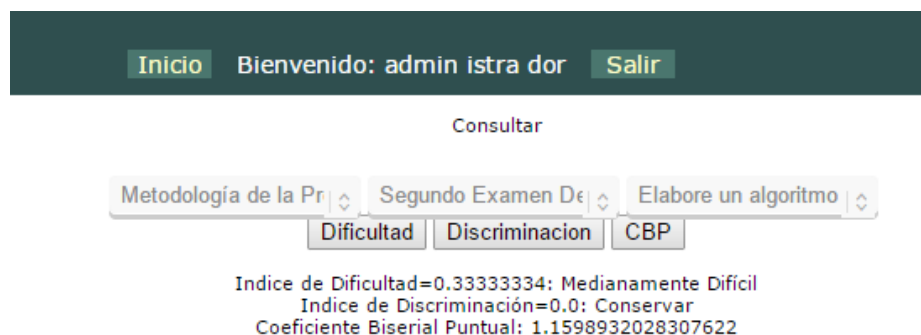 Inicio Bienvenido: admin istra dor Salir
Consultar
Metodología de la Pr Segundo Examen De Elabore un algoritmo
Dificultad Discriminacion CBP
Indice de Dificultad=0.33333334: Medianamente Difícil
Indice de Discriminación=0.0: Conservar
Coeficiente Biserial Puntual: 1.1598932028307622